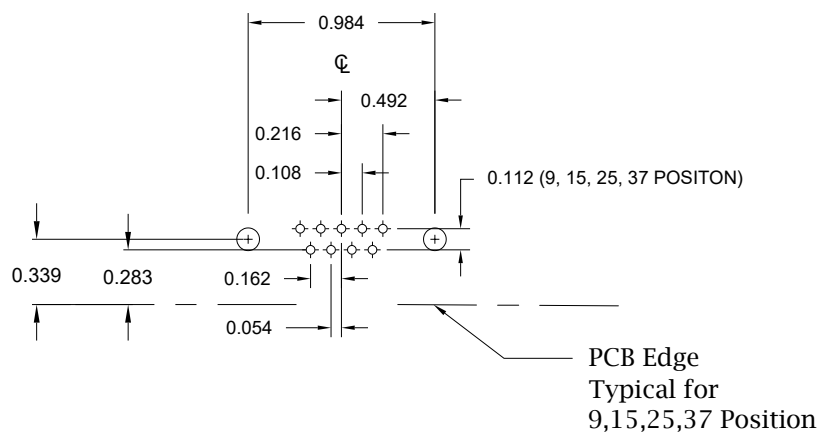 0.984
℄
0.492
0.216
0.108
0.112 (9, 15, 25, 37 POSITON)
0.339
0.283
0.162
0.054
PCB Edge
Typical for
9,15,25,37 Position